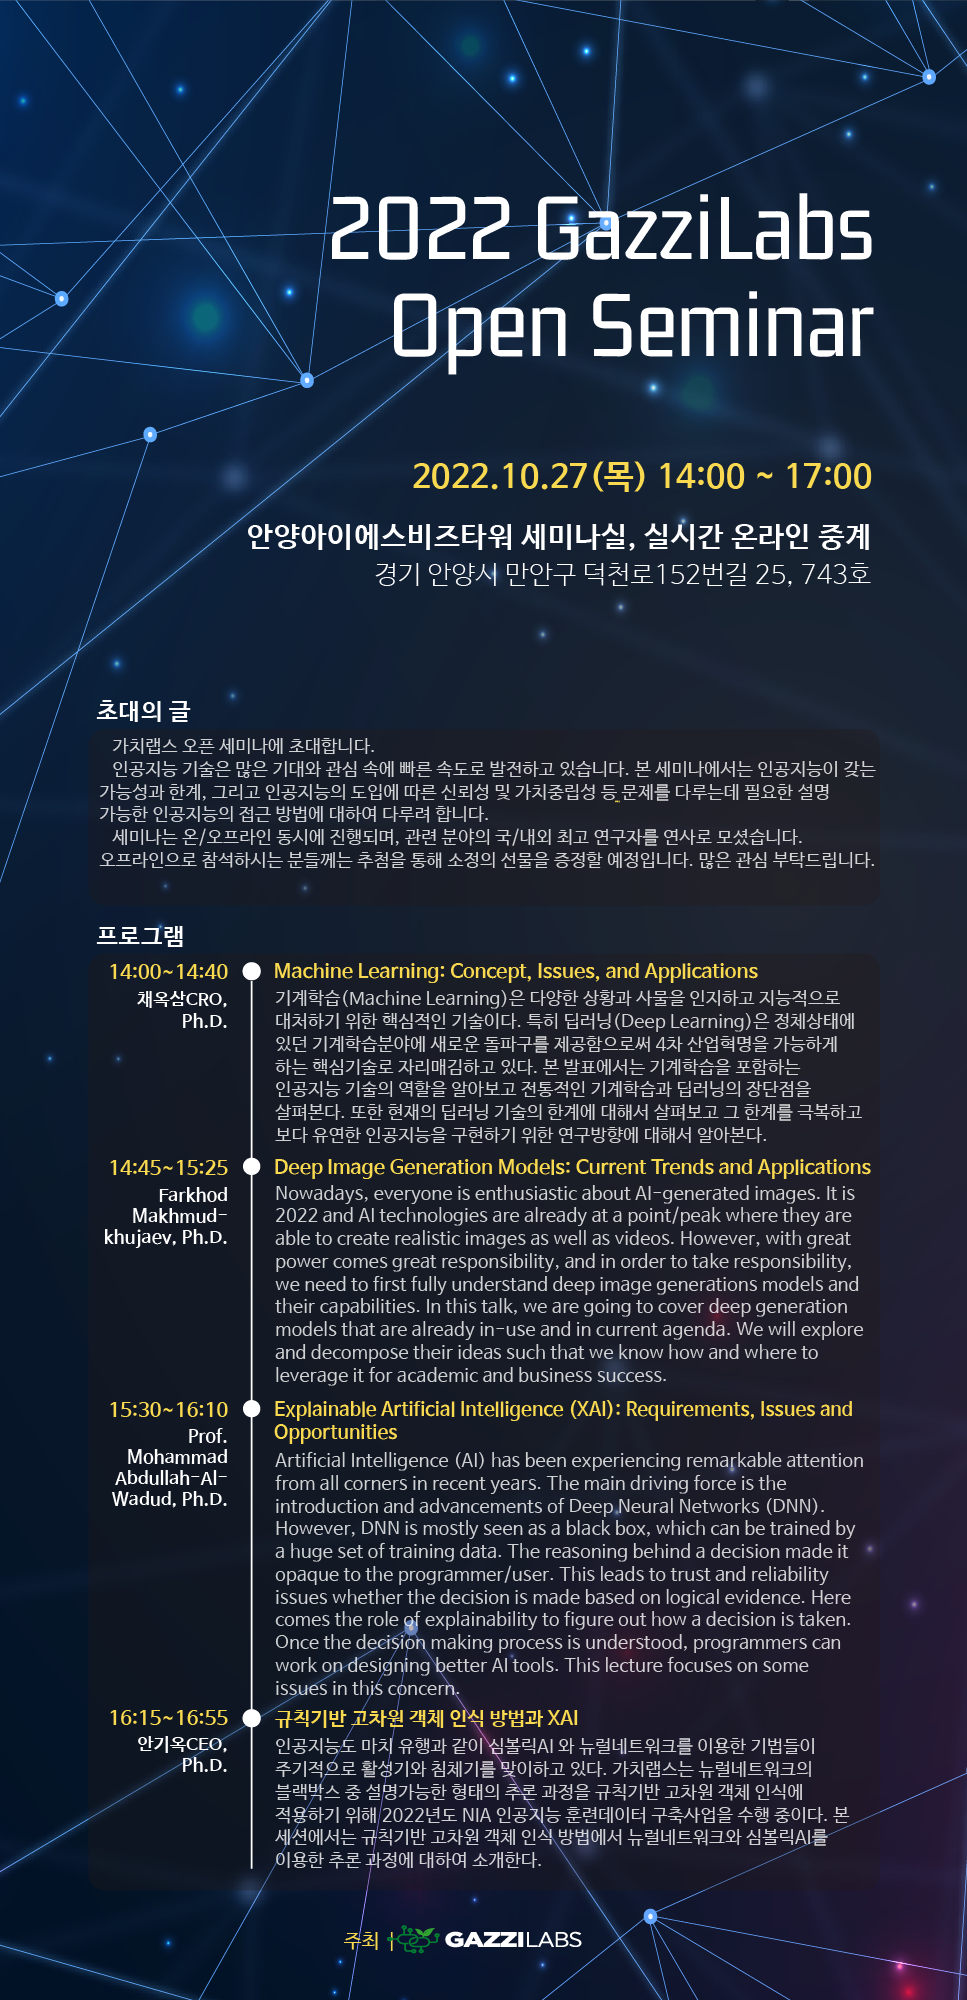 2022 GazziLabs
Open Seminar
2022.10.27(목) 14:00 ~ 17:00
안양아이에스비즈타워 세미나실, 실시간 온라인 중계
경기 안양시 만안구 덕천로152번길 25, 743호
초대의 글
가치랩스 오픈 세미나에 초대합니다.
인공지능 기술은 많은 기대와 관심 속에 빠른 속도로 발전하고 있습니다. 본 세미나에서는 인공지능이 갖는
가능성과 한계, 그리고 인공지능의 도입에 따른 신뢰성 및 가치중립성 등 문제를 다루는데 필요한 설명
가능한 인공지능의 접근 방법에 대하여 다루려 합니다.
세미나는 온/오프라인 동시에 진행되며, 관련 분야의 국/내외 최고 연구자를 연사로 모셨습니다.
오프라인으로 참석하시는 분들께는 추첨을 통해 소정의 선물을 증정할 예정입니다. 많은 관심 부탁드립니다.
프로그램
14:00~14:40
채옥삼CRO,
Ph.D.
Machine Learning: Concept, Issues, and Applications
기계학습(Machine Learning)은 다양한 상황과 사물을 인지하고 지능적으로
대처하기 위한 핵심적인 기술이다. 특히 딥러닝(Deep Learning)은 정체상태에
있던 기계학습분야에 새로운 돌파구를 제공함으로써 4차 산업혁명을 가능하게
하는 핵심기술로 자리매김하고 있다. 본 발표에서는 기계학습을 포함하는
인공지능 기술의 역할을 알아보고 전통적인 기계학습과 딥러닝의 장단점을
살펴본다. 또한 현재의 딥러닝 기술의 한계에 대해서 살펴보고 그 한계를 극복하고
보다 유연한 인공지능을 구현하기 위한 연구방향에 대해서 알아본다.
14:45~15:25
Farkhod
Makhmud-
khujaev, Ph.D.
Deep Image Generation Models: Current Trends and Applications
Nowadays, everyone is enthusiastic about AI-generated images. It is
2022 and AI technologies are already at a point/peak where they are
able to create realistic images as well as videos. However, with great
power comes great responsibility, and in order to take responsibility,
we need to first fully understand deep image generations models and
their capabilities. In this talk, we are going to cover deep generation
models that are already in-use and in current agenda. We will explore
and decompose their ideas such that we know how and where to
leverage it for academic and business success.
15:30~16:10
Prof.
Mohammad
Abdullah-Al-
Wadud, Ph.D.
Explainable Artificial Intelligence (XAI): Requirements, Issues and
Opportunities
Artificial Intelligence (AI) has been experiencing remarkable attention
from all corners in recent years. The main driving force is the
introduction and advancements of Deep Neural Networks (DNN).
However, DNN is mostly seen as a black box, which can be trained by
a huge set of training data. The reasoning behind a decision made it
opaque to the programmer/user. This leads to trust and reliability
issues whether the decision is made based on logical evidence. Here
comes the role of explainability to figure out how a decision is taken.
Once the decision making process is understood, programmers can
work on designing better AI tools. This lecture focuses on some
issues in this concern.
16:15~16:55
안기옥CEO,
Ph.D.
규칙기반 고차원 객체 인식 방법과 XAI
인공지능도 마치 유행과 같이 심볼릭AI 와 뉴럴네트워크를 이용한 기법들이
주기적으로 활성기와 침체기를 맞이하고 있다. 가치랩스는 뉴럴네트워크의
블랙박스 중 설명가능한 형태의 추론 과정을 규칙기반 고차원 객체 인식에
적용하기 위해 2022년도 NIA 인공지능 훈련데이터 구축사업을 수행 중이다. 본
세션에서는 규칙기반 고차원 객체 인식 방법에서 뉴럴네트워크와 심볼릭AI를
이용한 추론 과정에 대하여 소개한다.
주최 | GAZZILABS